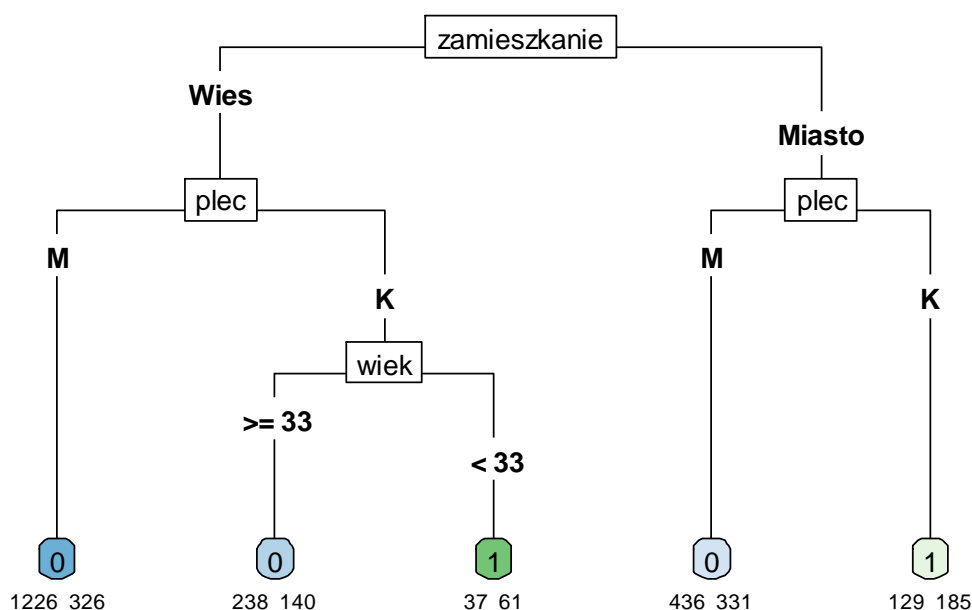 zamieszkanie
Wies
Miasto
plec
plec
M
K
M
K
wiek
>= 33
< 33
0
0
1
0
1
1226 326
238 140
37 61
436 331
129 185